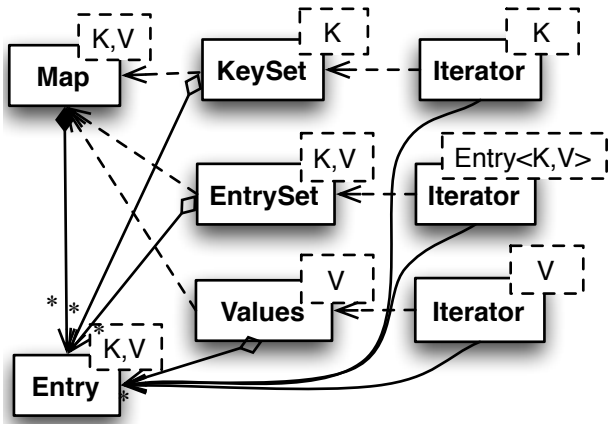 K,V
Map
K
KeySet
K
Iterator
K,V
EntrySet
Entry<K,V>
Iterator
V
Values
V
Iterator
*
*
*
K,V
Entry
*